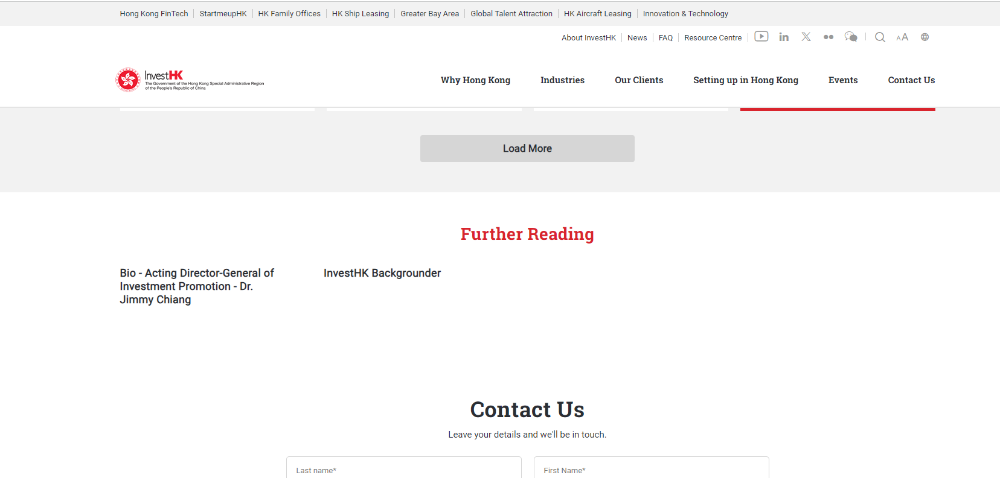 Hong Kong FinTech StartmeupHK HK Family Offices HK Ship Leasing Greater Bay Area Global Talent Attraction HK Aircraft Leasing Innovation & Technology
About InvestHK News FAQ Resource Centre in X AA
InvestHK
The Government of the Hong Kong Special Administrative Region
of the People's Republic of China
Why Hong Kong Industries Our Clients Setting up in Hong Kong Events Contact Us
Load More
Further Reading
Bio - Acting Director-General of
Investment Promotion - Dr.
Jimmy Chiang
InvestHK Backgrounder
Contact Us
Leave your details and we'll be in touch.
Last name* First Name*